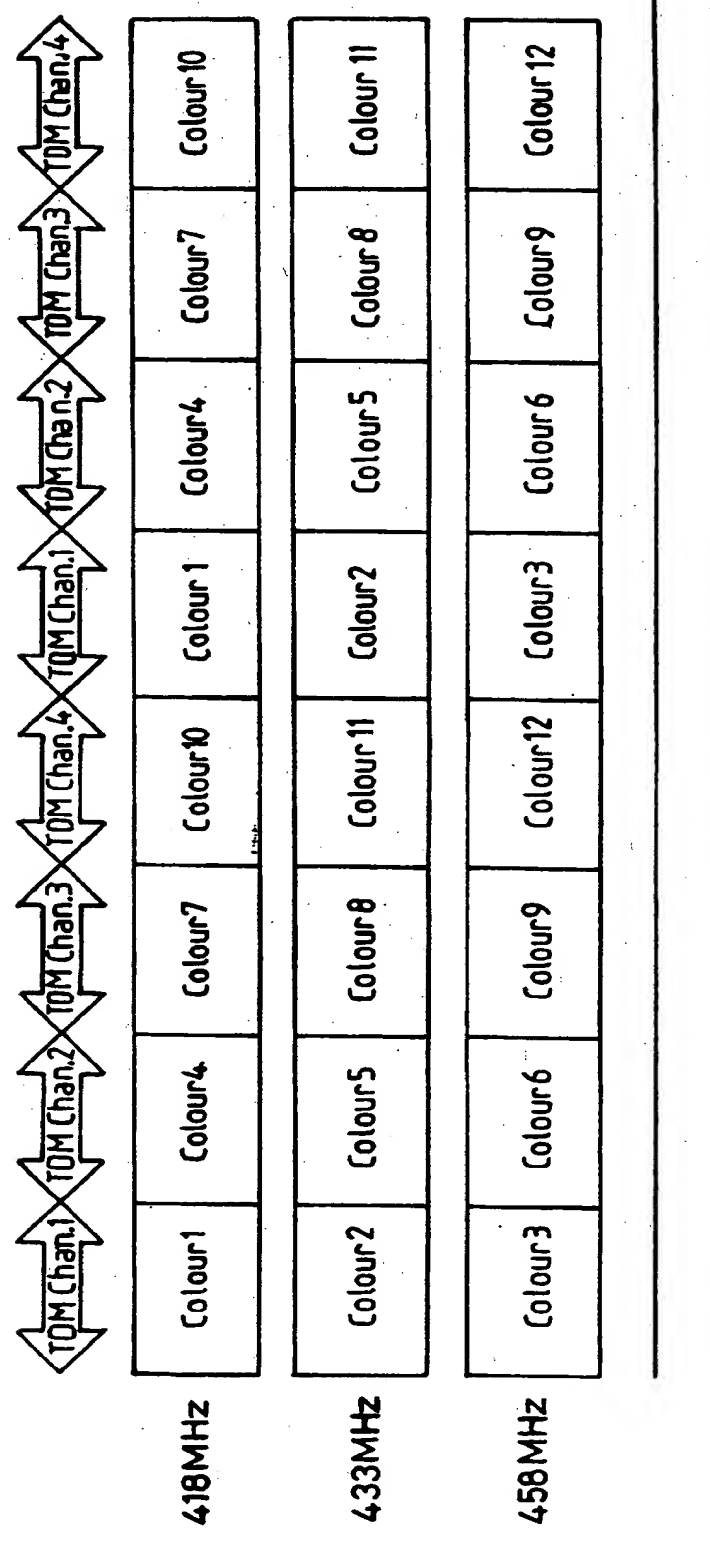 TDM Chan.1 TDM Chan.2 TDM Chan.3 TDM Chan.4 TDM Chan.1 TDM Chan.2 TDM Chan.3 TDM Chan.4
418MHz Colour1 Colour4 Colour7 Colour10 Colour1 Colour4 Colour7 Colour10
433MHz Colour2 Colour5 Colour8 Colour11 Colour2 Colour5 Colour8 Colour11
458MHz Colour3 Colour6 Colour9 Colour12 Colour3 Colour6 Colour9 Colour12